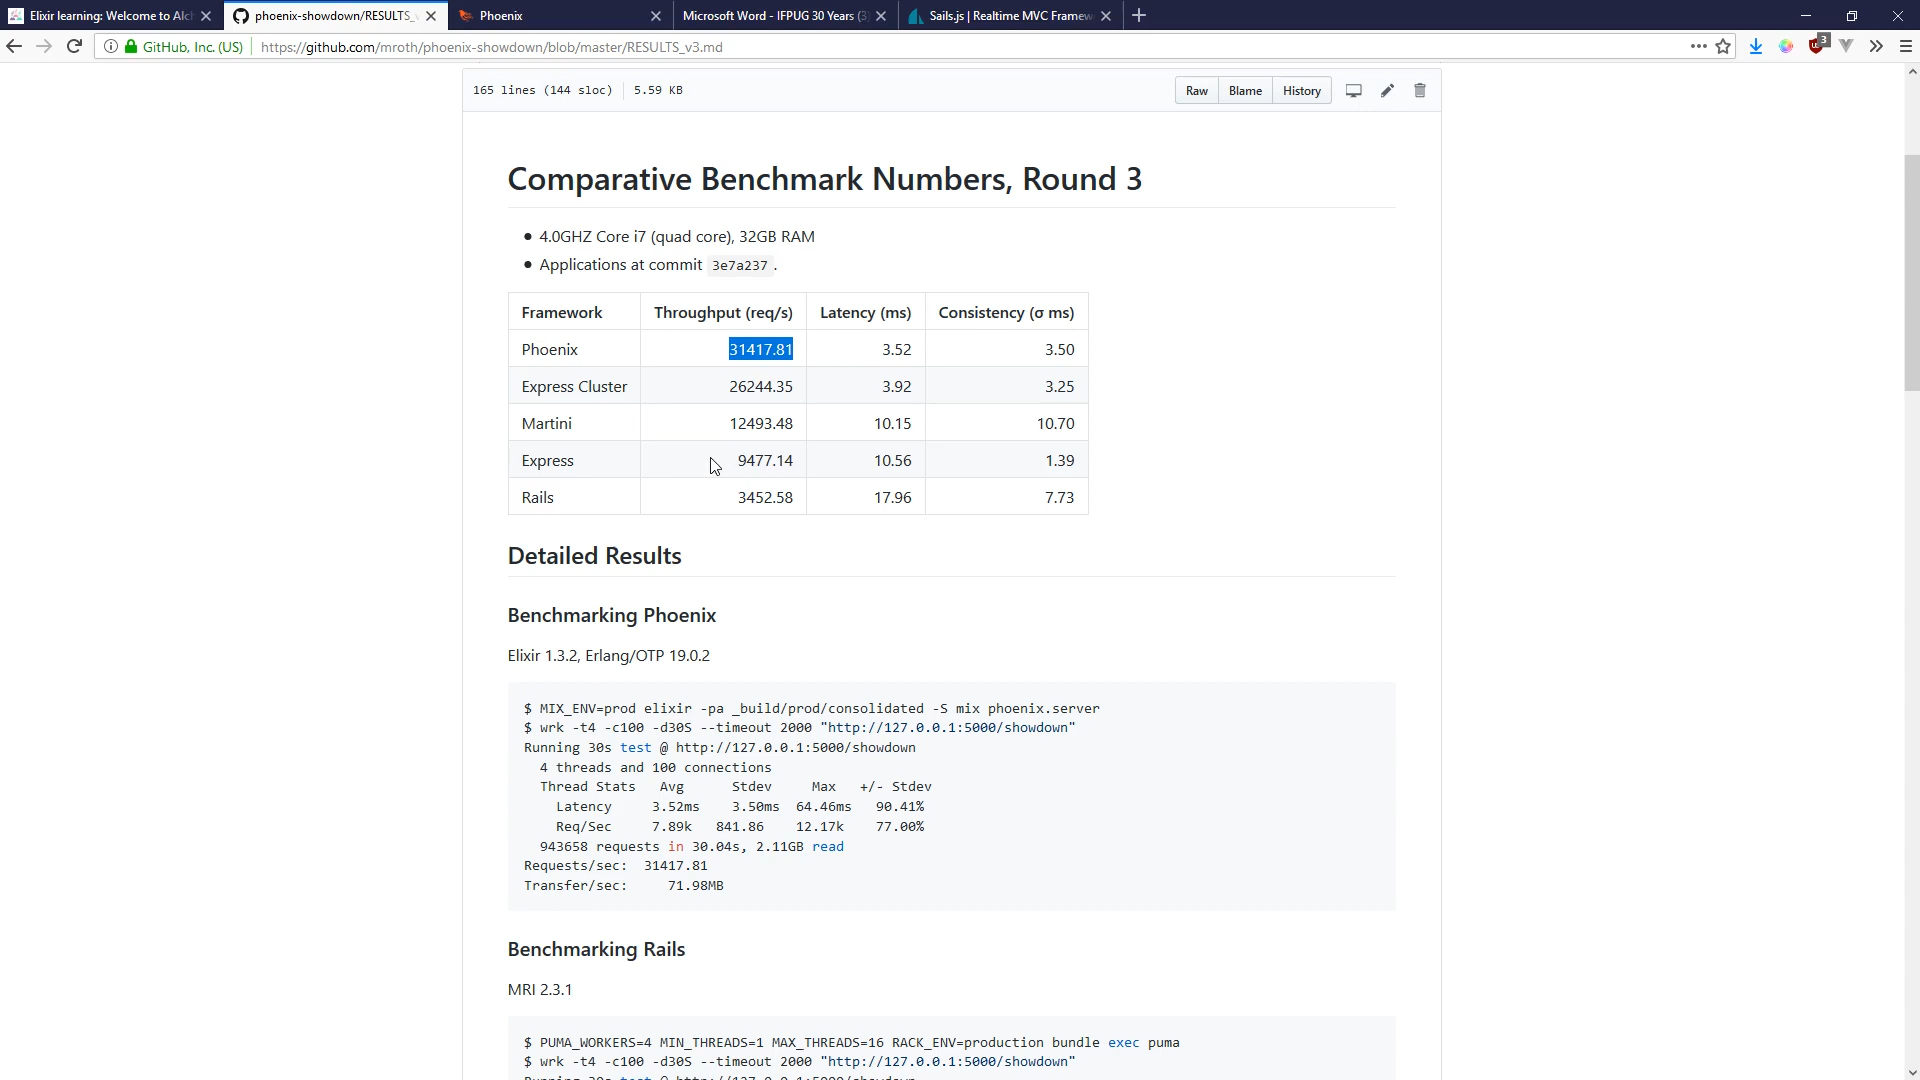 Elixir learning: Welcome to Alch
phoenix-showdown/RESULTS_v
Phoenix
Microsoft Word - IFPUG 30 Years (3
Sails.js | Realtime MVC Framew
GitHub, Inc. (US)
https://github.com/mroth/phoenix-showdown/blob/master/RESULTS_v3.md
3
165 lines (144 sloc)
5.59 KB
Raw
Blame
History
Comparative Benchmark Numbers, Round 3
• 4.0GHZ Core i7 (quad core), 32GB RAM
• Applications at commit 3e7a237 .
Framework Throughput (req/s) Latency (ms) Consistency (σ ms)
Phoenix 31417.81 3.52 3.50
Express Cluster 26244.35 3.92 3.25
Martini 12493.48 10.15 10.70
Express 9477.14 10.56 1.39
Rails 3452.58 17.96 7.73
Detailed Results
Benchmarking Phoenix
Elixir 1.3.2, Erlang/OTP 19.0.2
$ MIX_ENV=prod elixir -pa _build/prod/consolidated -S mix phoenix.server
$ wrk -t4 -c100 -d30S --timeout 2000 "http://127.0.0.1:5000/showdown"
Running 30s test @ http://127.0.0.1:5000/showdown
4 threads and 100 connections
Thread Stats Avg Stdev Max +/- Stdev
Latency 3.52ms 3.50ms 64.46ms 90.41%
Req/Sec 7.89k 841.86 12.17k 77.00%
943658 requests in 30.04s, 2.11GB read
Requests/sec: 31417.81
Transfer/sec: 71.98MB
Benchmarking Rails
MRI 2.3.1
$ PUMA_WORKERS=4 MIN_THREADS=1 MAX_THREADS=16 RACK_ENV=production bundle exec puma
$ wrk -t4 -c100 -d30S --timeout 2000 "http://127.0.0.1:5000/showdown"